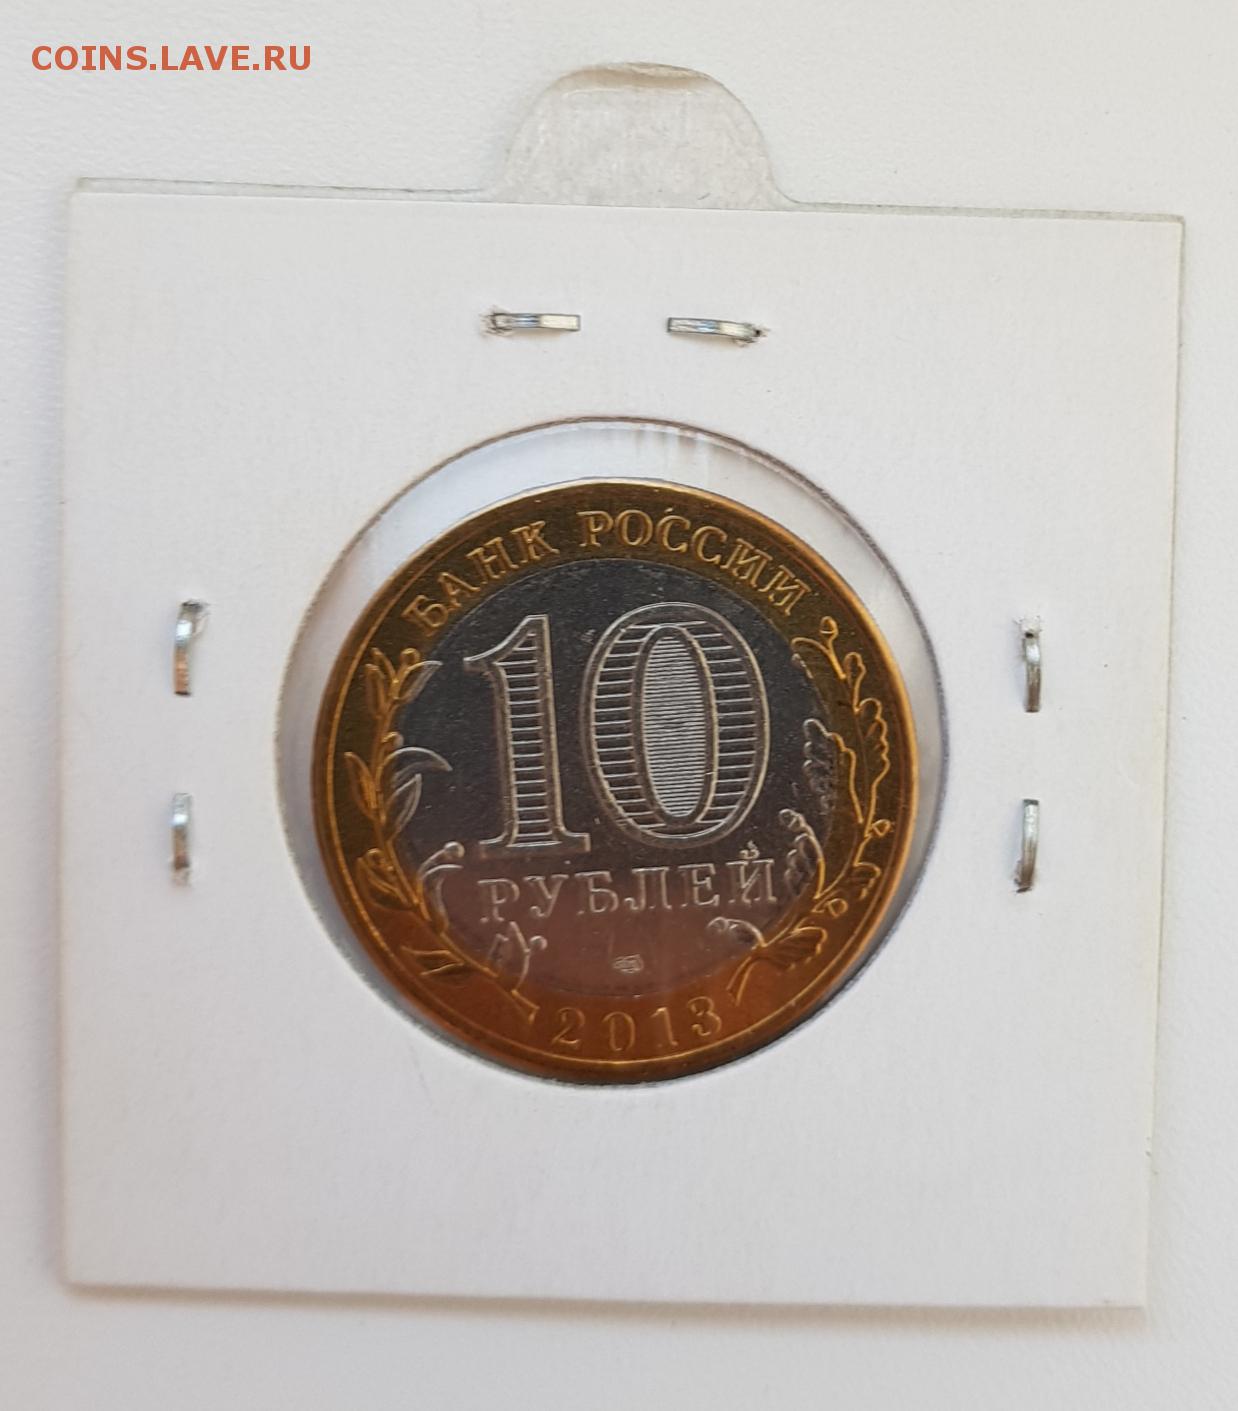 COINS.LAVE.RU
БАНК РОССИИ
10
РУБЛЕЙ
2013